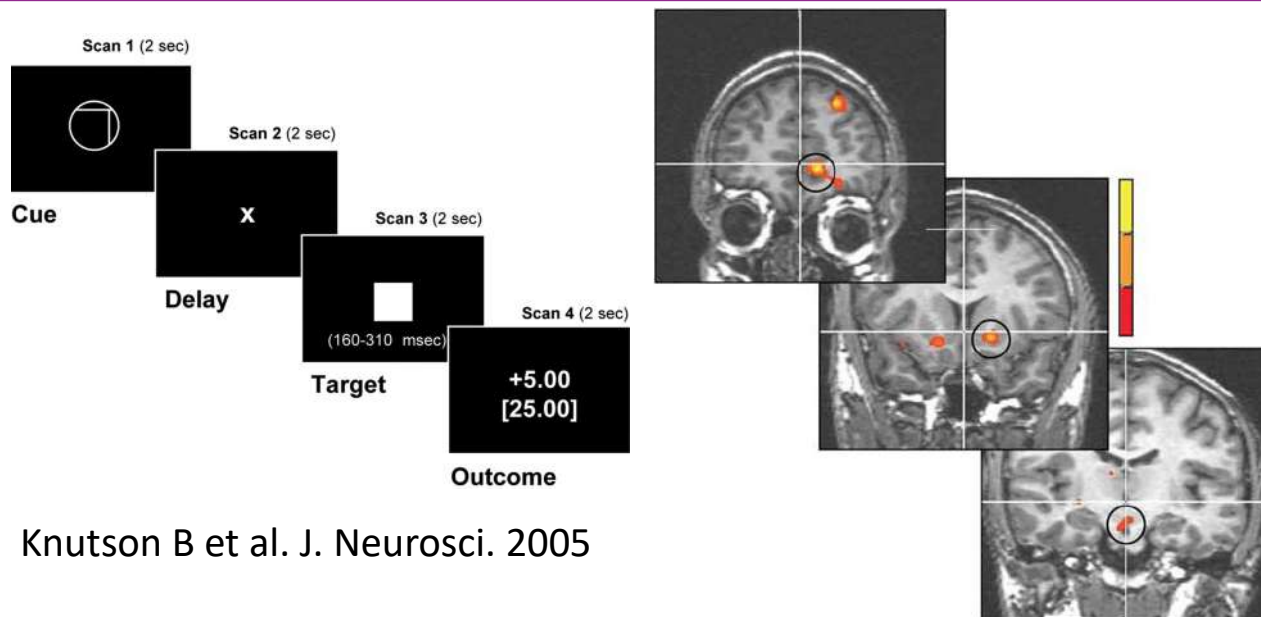 Scan 1 (2 sec)
Cue
Scan 2 (2 sec)
x
Delay
Scan 3 (2 sec)
(160-310 msec)
Target
Scan 4 (2 sec)
+5.00
[25.00]
Outcome
Knutson B et al. J. Neurosci. 2005